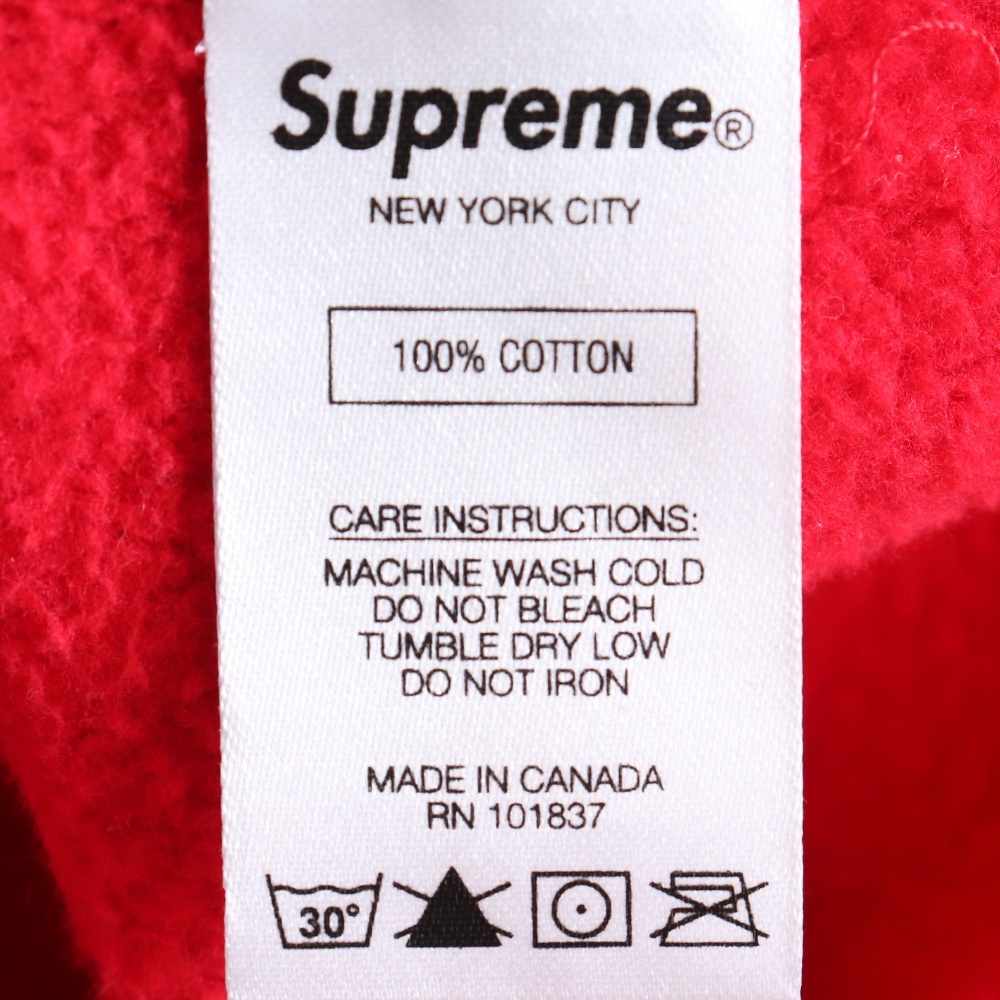 Supreme®
NEW YORK CITY
100% COTTON
CARE INSTRUCTIONS:
MACHINE WASH COLD
DO NOT BLEACH
TUMBLE DRY LOW
DO NOT IRON
MADE IN CANADA
RN 101837
30°